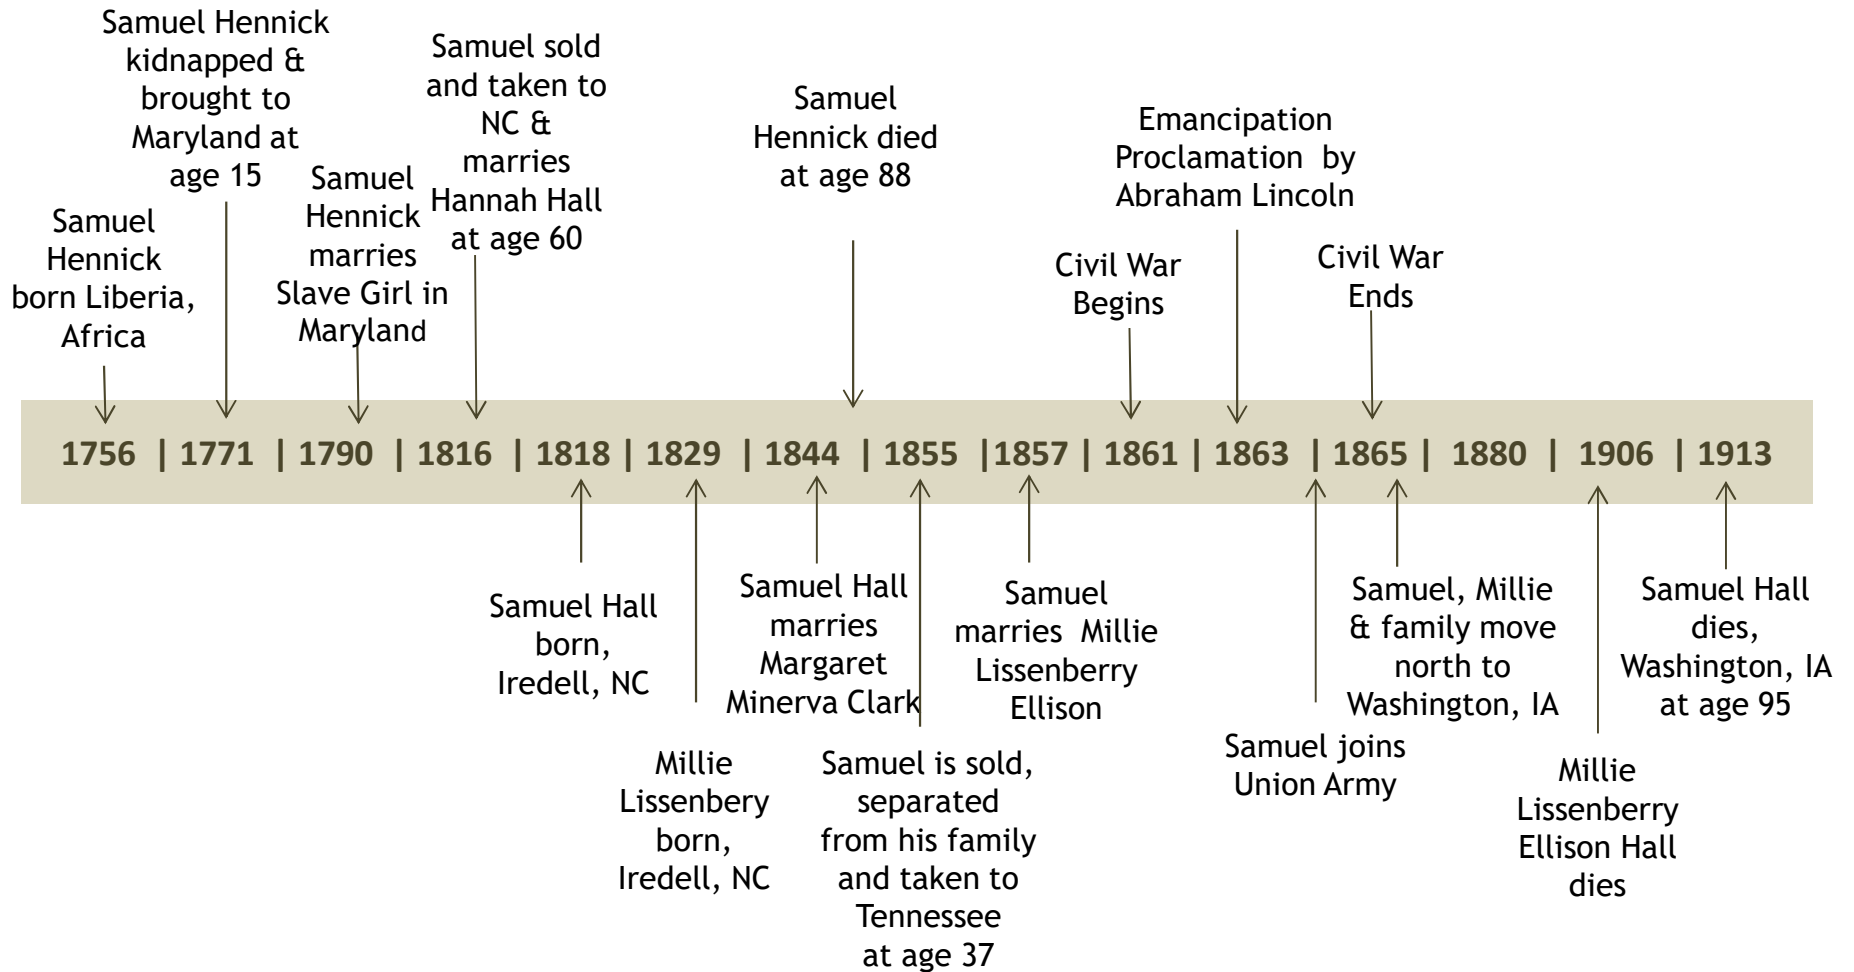 Samuel Hennick
kidnapped &
brought to
Maryland at
age 15
Samuel sold
and taken to
NC &
marries
Hannah Hall
at age 60
Samuel
Hennick died
at age 88
Emancipation
Proclamation  by
Abraham Lincoln
Samuel
Hennick
marries
Slave Girl in
Maryland
Samuel
Hennick
born Liberia,
Africa
Civil War
Begins
Civil War
Ends
1756 | 1771 | 1790 | 1816 | 1818 | 1829 | 1844 | 1855 |1857 | 1861 | 1863 | 1865 | 1880 | 1906 | 1913
Samuel Hall
born,
Iredell, NC
Samuel Hall
marries
Margaret
Minerva Clark
Samuel
marries  Millie
Lissenberry
Ellison
Samuel, Millie
& family move
north to
Washington, IA
Samuel Hall
dies,
Washington, IA
at age 95
Millie
Lissenbery
born,
Iredell, NC
Samuel is sold,
separated
from his family
and taken to
Tennessee
at age 37
Samuel joins
Union Army
Millie
Lissenberry
Ellison Hall
dies